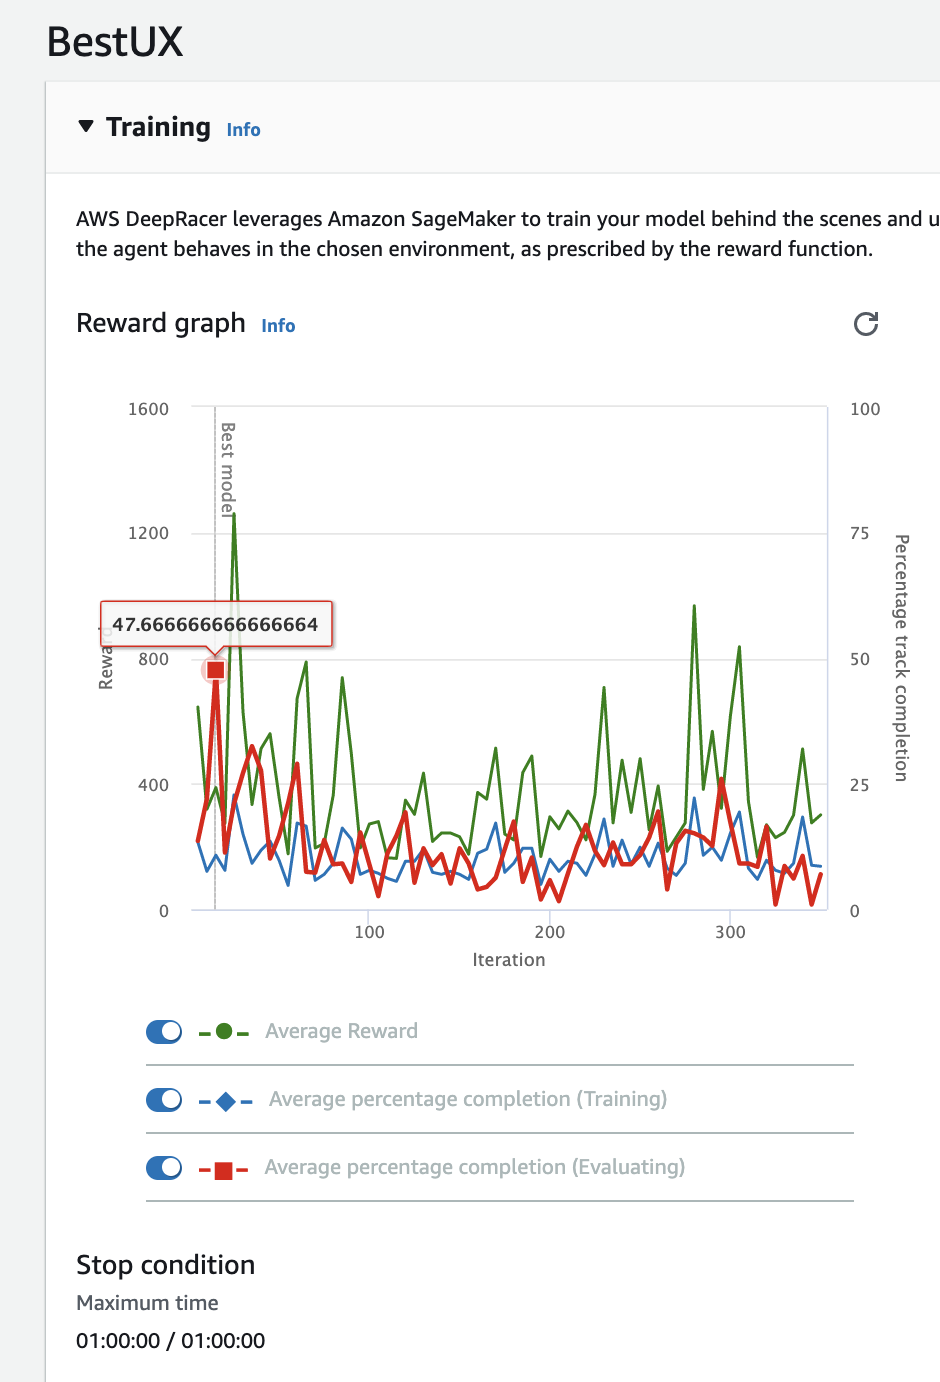 BestUX
Training Info
AWS DeepRacer leverages Amazon SageMaker to train your model behind the scenes and u
the agent behaves in the chosen environment, as prescribed by the reward function.
Reward graph Info
1600
1200
800
400
0
Reward
100
75
50
25
0
Percentage track completion
Best model
47.666666666666664
100
200
300
Iteration
Average Reward
Average percentage completion (Training)
Average percentage completion (Evaluating)
Stop condition
Maximum time
01:00:00 / 01:00:00